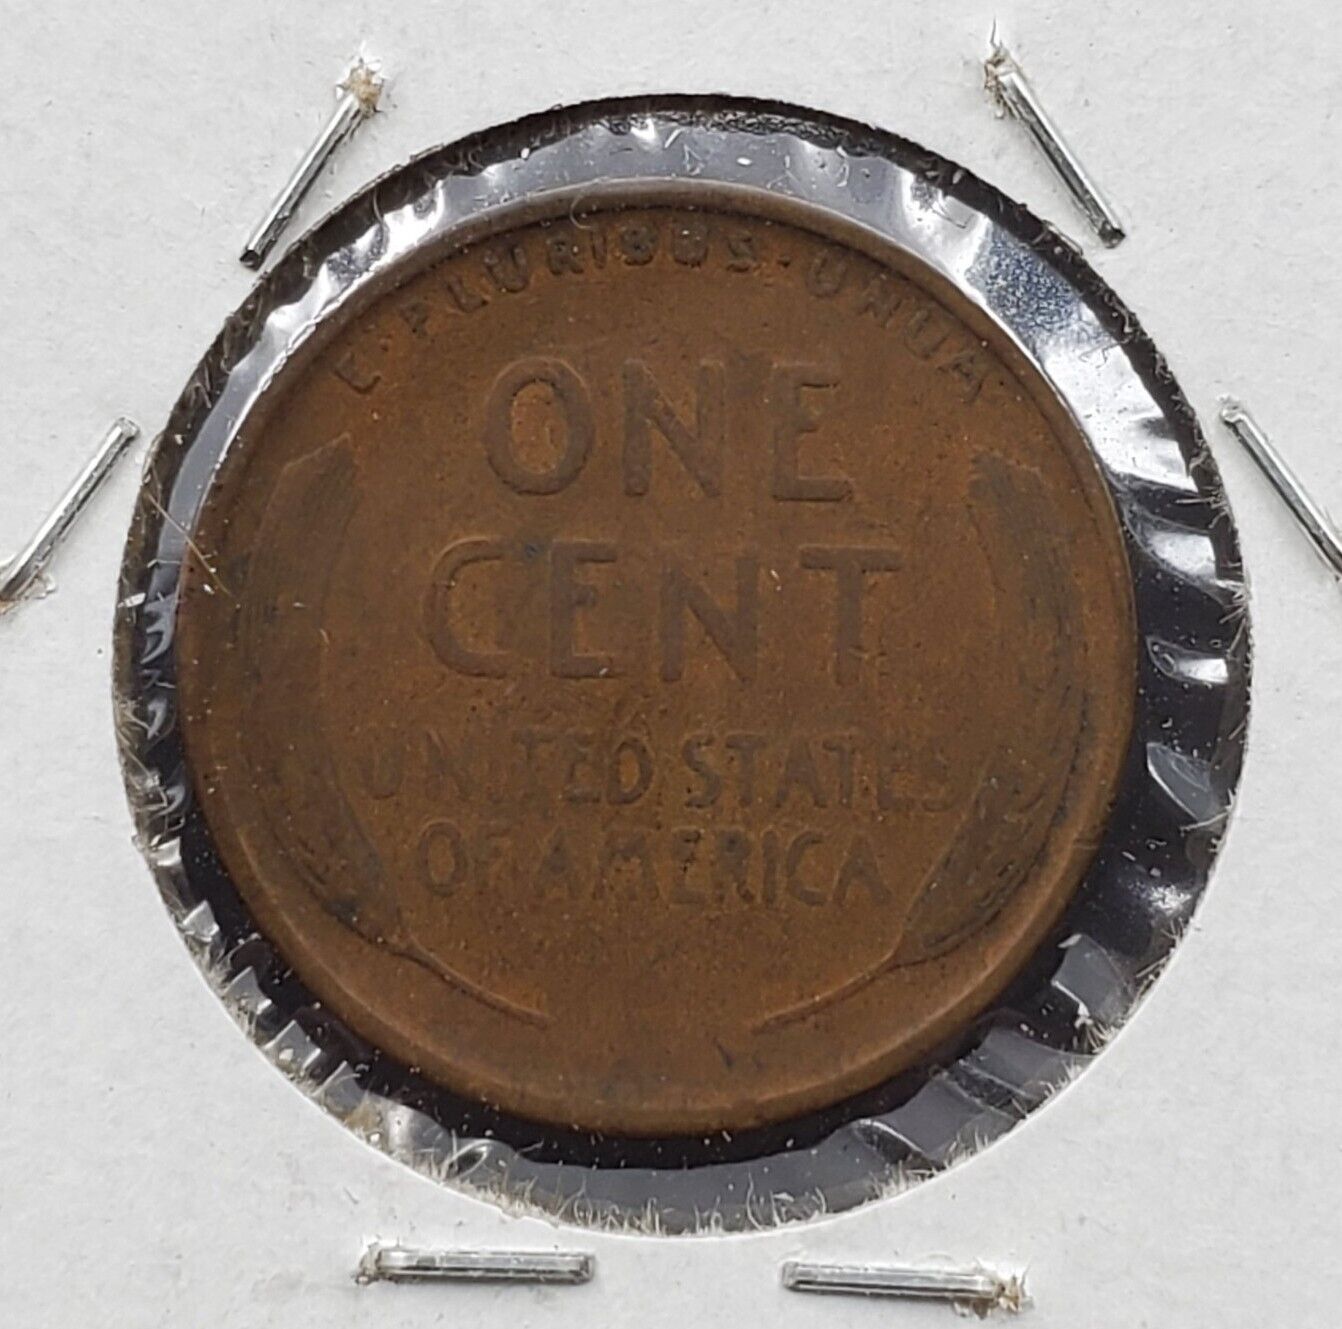 E · PLURIBUS · UNUM
ONE
CENT
UNITED STATES
OF AMERICA